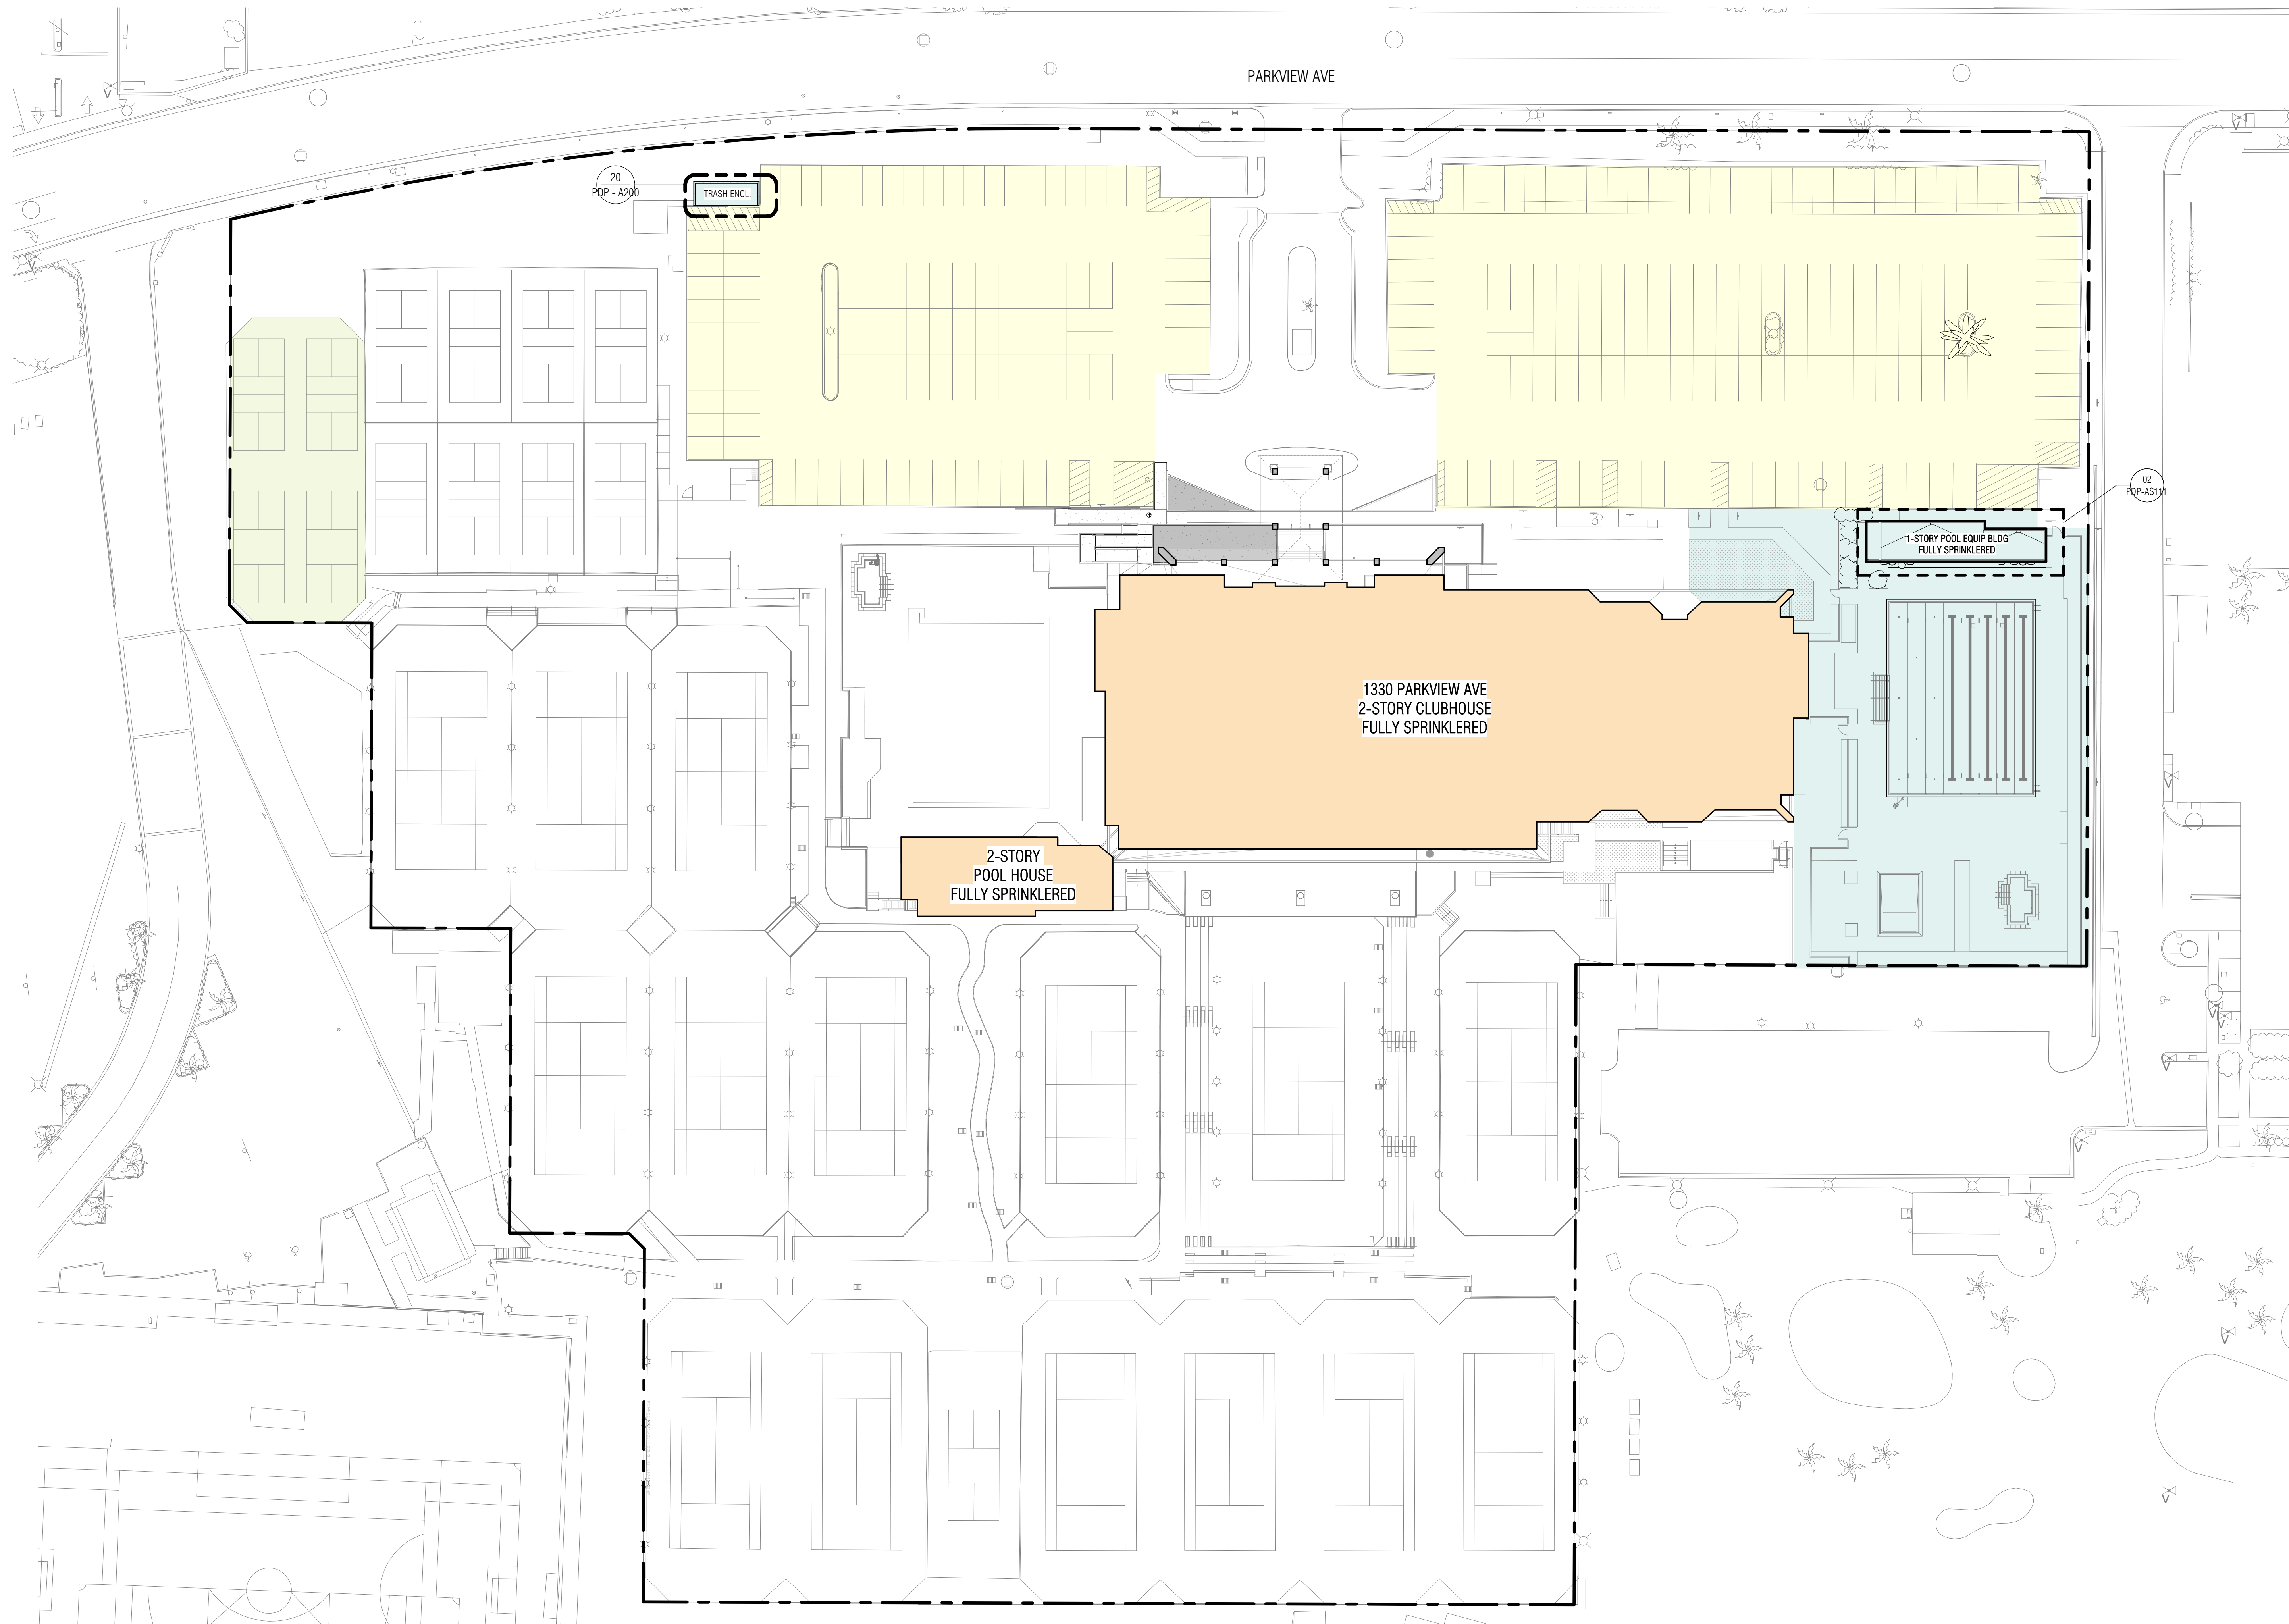 PARKVIEW AVE
20
PDP - A200
TRASH ENCL.
02
PDP-AS111
1-STORY POOL EQUIP BLDG
FULLY SPRINKLERED
1330 PARKVIEW AVE
2-STORY CLUBHOUSE
FULLY SPRINKLERED
2-STORY
POOL HOUSE
FULLY SPRINKLERED